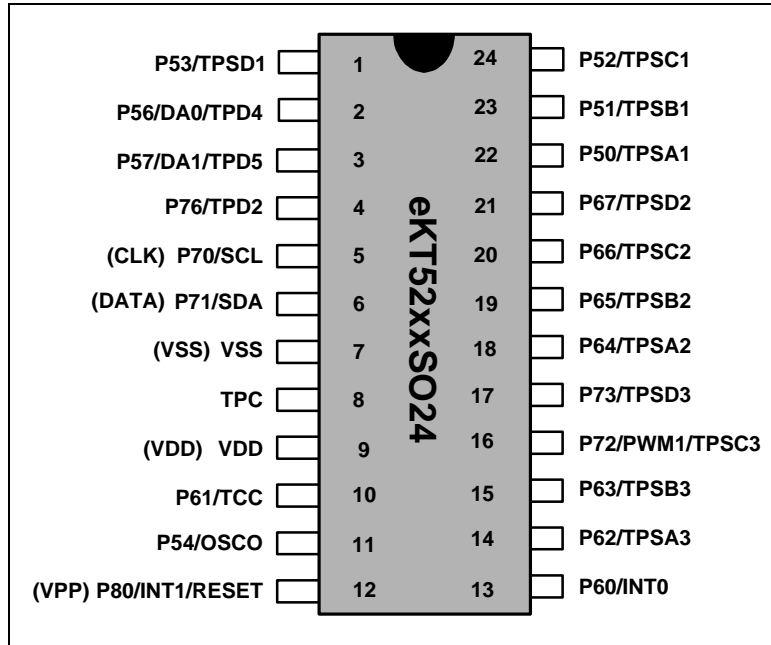 P53/TPSD1 1 24 P52/TPSC1
P56/DA0/TPD4 2 23 P51/TPSB1
P57/DA1/TPD5 3 22 P50/TPSA1
P76/TPD2 4 21 P67/TPSD2
(CLK) P70/SCL 5 20 P66/TPSC2
(DATA) P71/SDA 6 19 P65/TPSB2
(VSS) VSS 7 18 P64/TPSA2
TPC 8 17 P73/TPSD3
(VDD) VDD 9 16 P72/PWM1/TPSC3
P61/TCC 10 15 P63/TPSB3
P54/OSCO 11 14 P62/TPSA3
(VPP) P80/INT1/RESET 12 13 P60/INT0
eKT52xxSO24